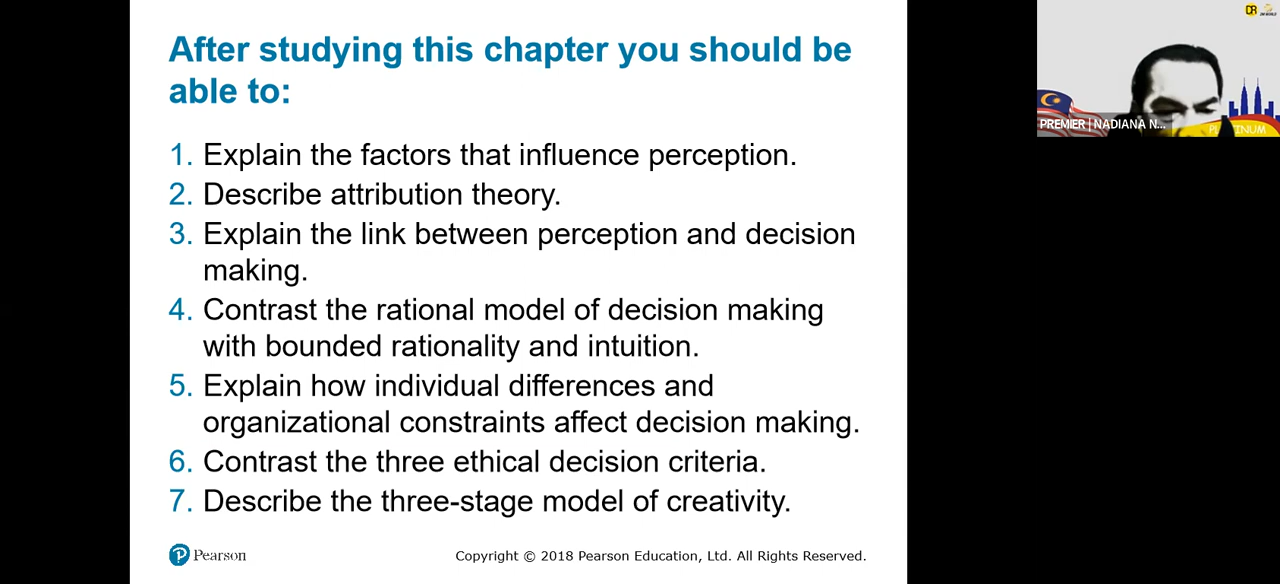 After studying this chapter you should be
able to:
1. Explain the factors that influence perception.
2. Describe attribution theory.
3. Explain the link between perception and decision
making.
4. Contrast the rational model of decision making
with bounded rationality and intuition.
5. Explain how individual differences and
organizational constraints affect decision making.
6. Contrast the three ethical decision criteria.
7. Describe the three-stage model of creativity.
P Pearson
Copyright © 2018 Pearson Education, Ltd. All Rights Reserved.
PREMIER | NADIANA N...